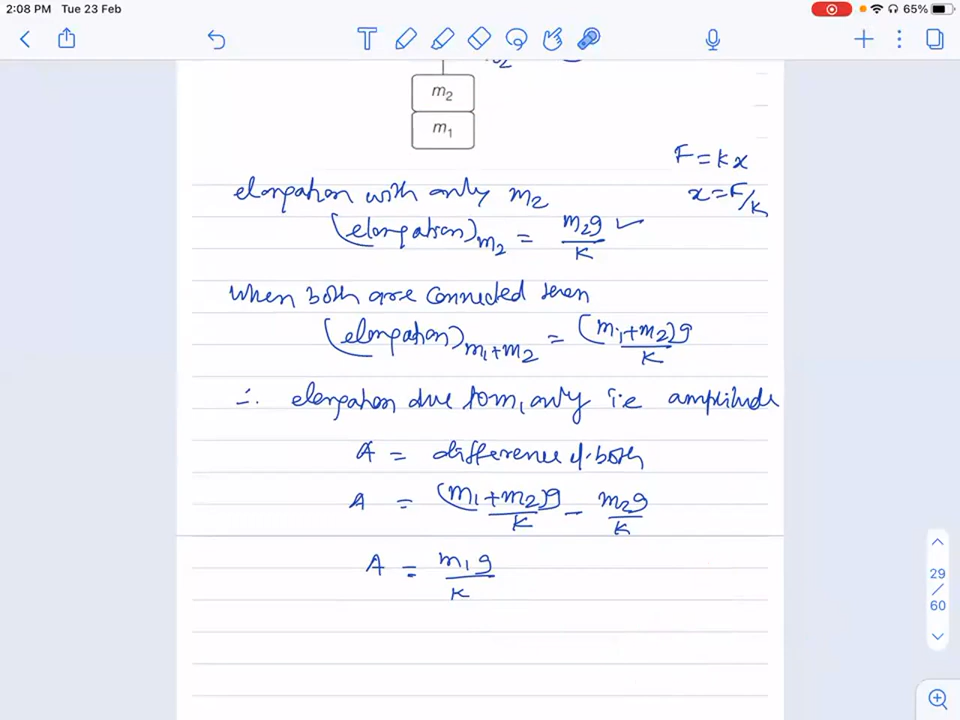 2:08 PM Tue 23 Feb
65%
m2
m1
F = kx
x = F/K
elongation with only m2
(elongation)m2 = m2g/K
When both are connected then
(elongation)m1+m2 = (m1+m2)g/K
∴ elongation due to m1 only i.e amplitude
A = difference of both
A = (m1+m2)g/K - m2g/K
A = m1g/K
29
/
60